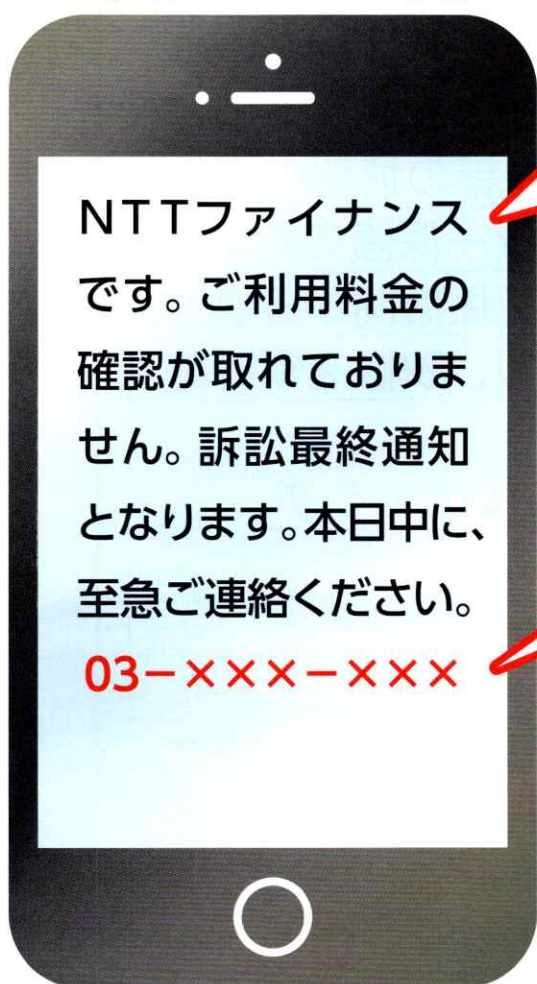 NTTファイナンス
です。ご利用料金の
確認が取れておりま
せん。訴訟最終通知
となります。本日中に、
至急ご連絡ください。
03−×××−×××